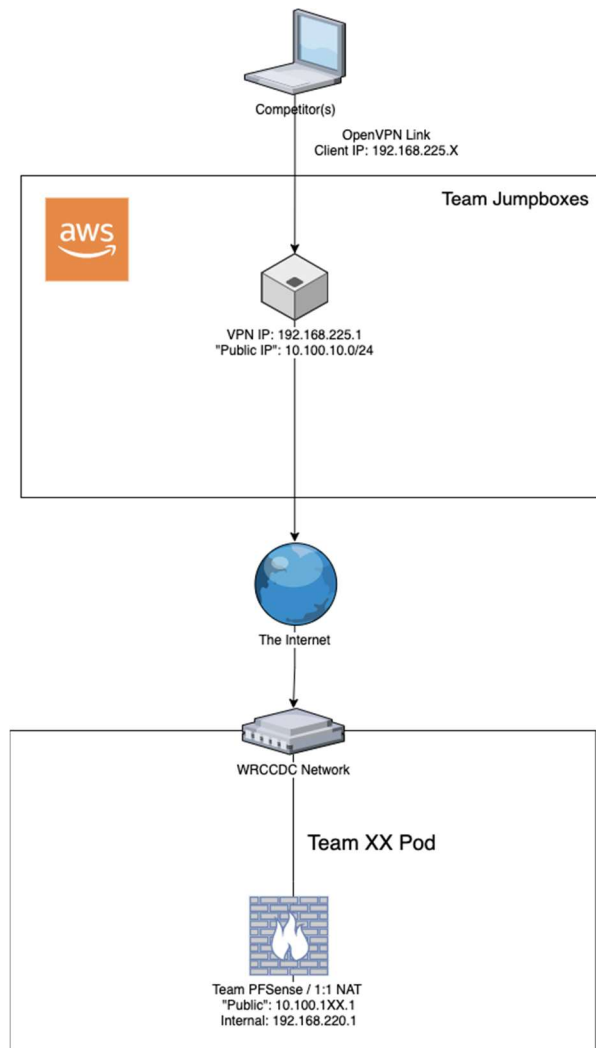 Competitor(s)
OpenVPN Link
Client IP: 192.168.225.X
Team Jumpboxes
aws
VPN IP: 192.168.225.1
"Public IP": 10.100.10.0/24
The Internet
WRCCDC Network
Team XX Pod
Team PFSense / 1:1 NAT
"Public": 10.100.1XX.1
Internal: 192.168.220.1